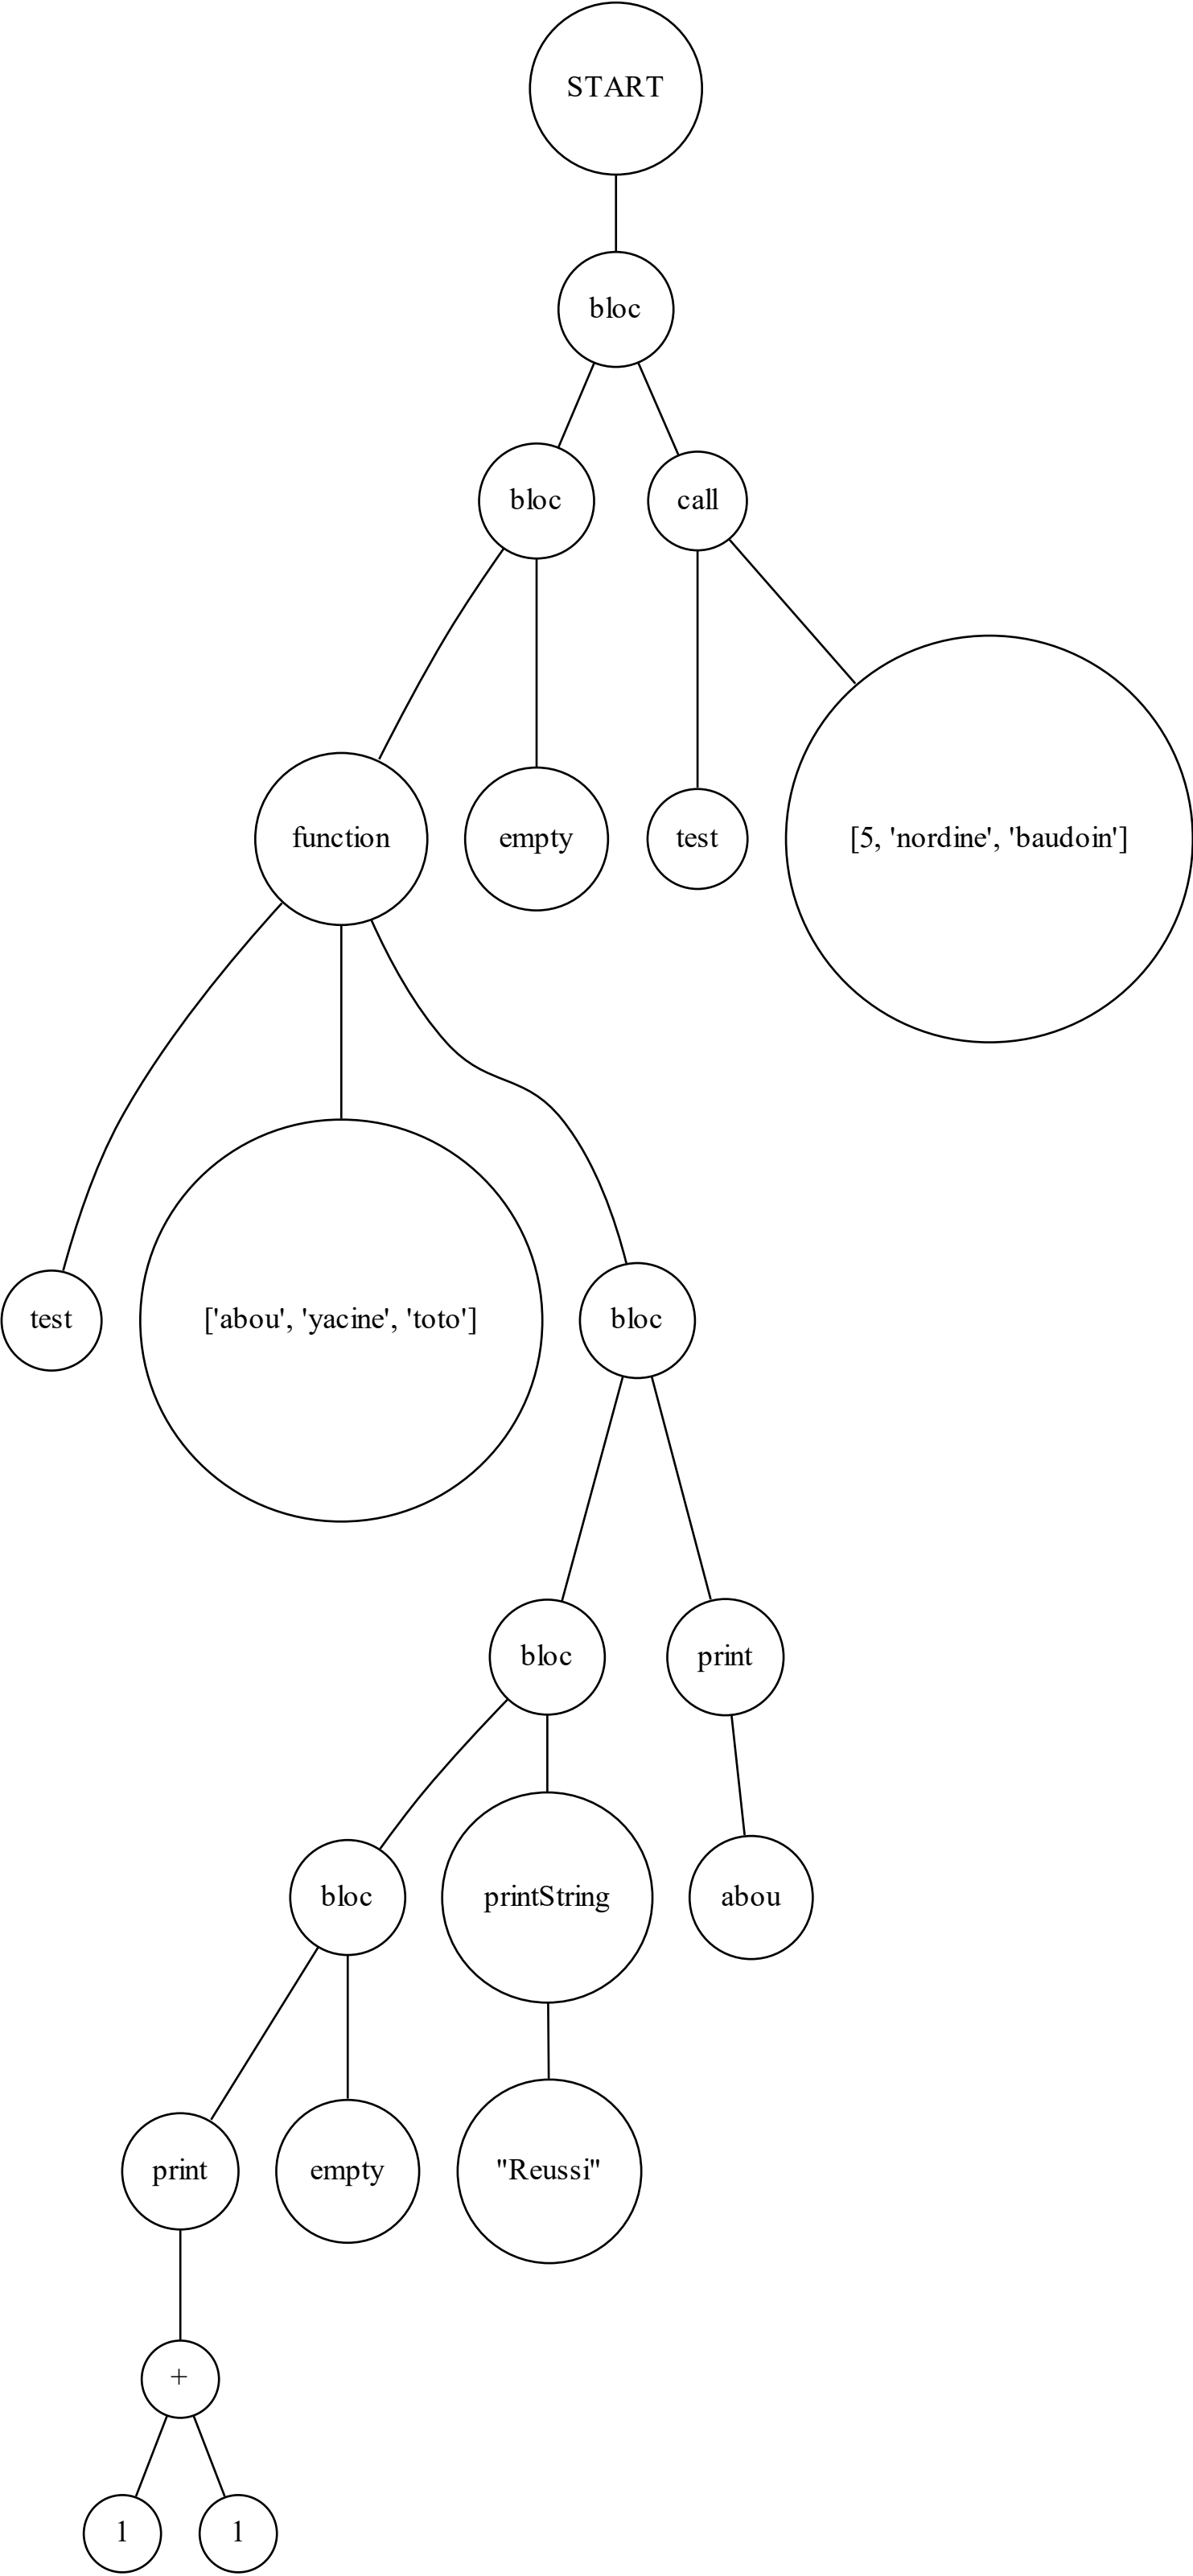 START
bloc
bloc
call
function
empty
test
[5, 'nordine', 'baudoin']
test
['abou', 'yacine', 'toto']
bloc
bloc
print
bloc
printString
abou
print
empty
"Reussi"
+
1
1